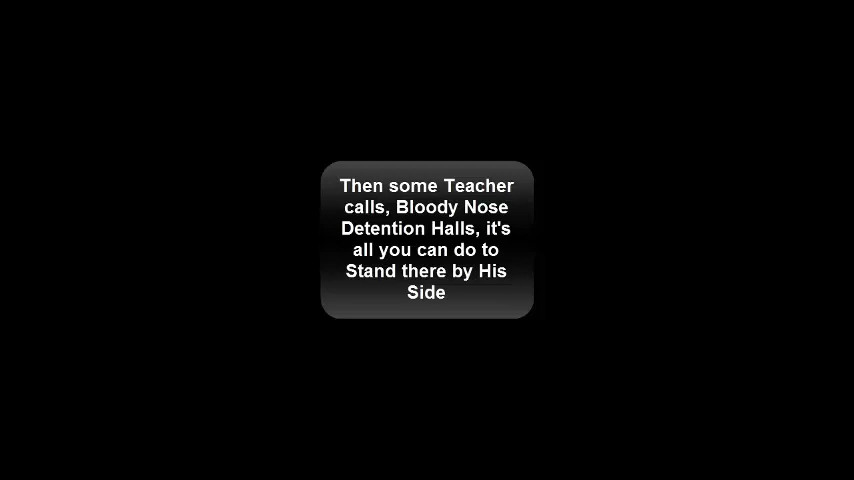 Then some Teacher
calls, Bloody Nose
Detention Halls, it's
all you can do to
Stand there by His
Side